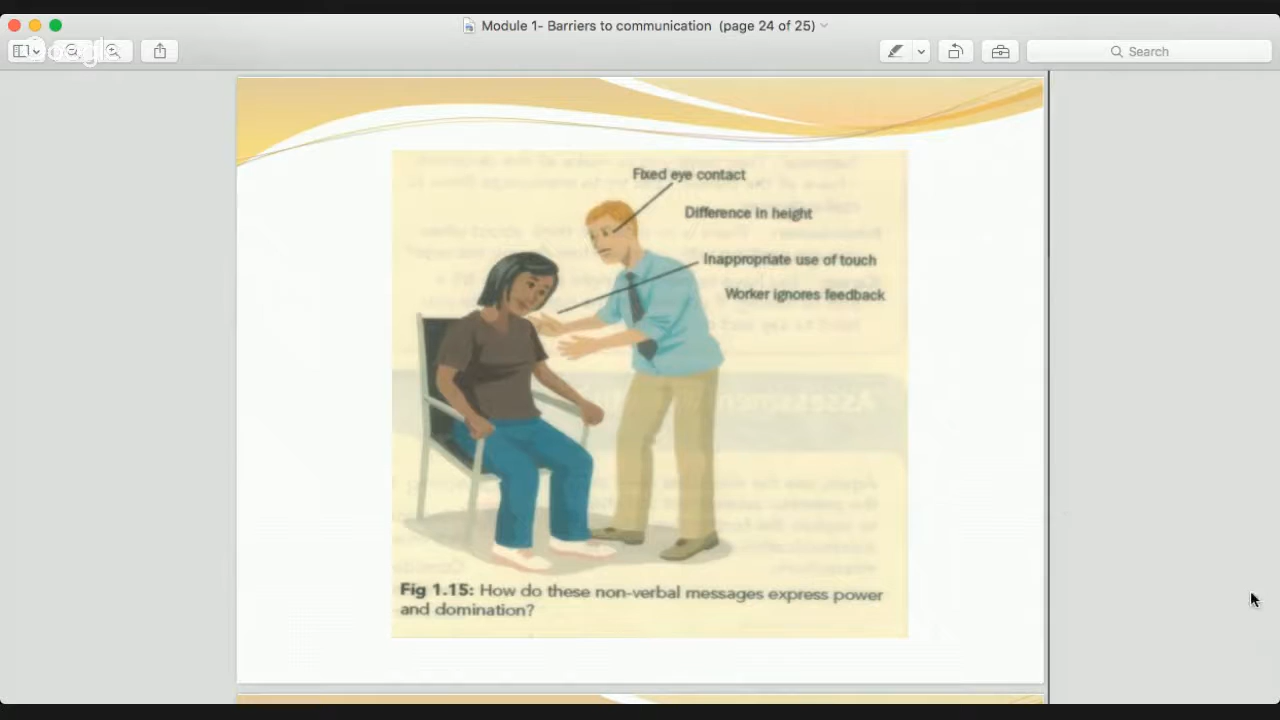 Module 1- Barriers to communication (page 24 of 25)
Google
Search
Fixed eye contact
Difference in height
Inappropriate use of touch
Worker ignores feedback
Fig 1.15: How do these non-verbal messages express power
and domination?